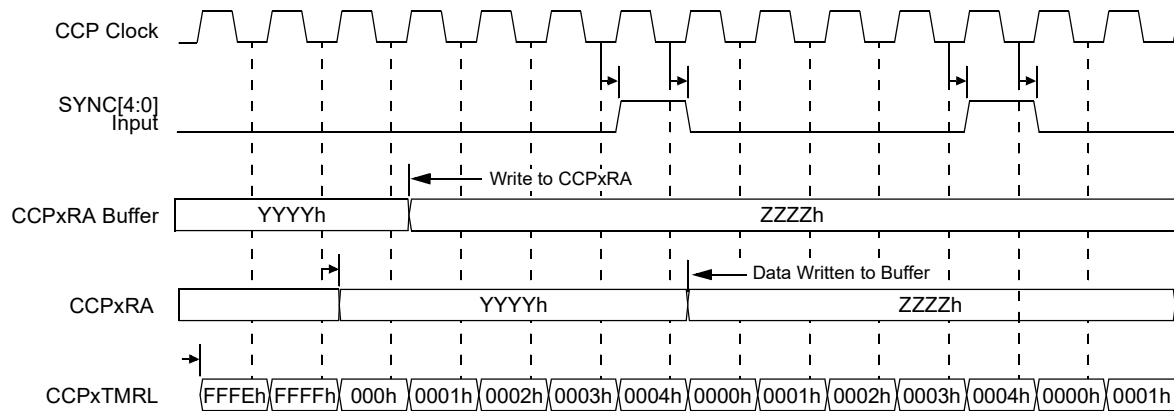 CCP Clock
SYNC[4:0]
Input
Write to CCPxRA
CCPxRA Buffer
YYYYh
ZZZZh
Data Written to Buffer
CCPxRA
YYYYh
ZZZZh
CCPxTMRL
FFFEh FFFFh 000h 0001h 0002h 0003h 0004h 0000h 0001h 0002h 0003h 0004h 0000h 0001h